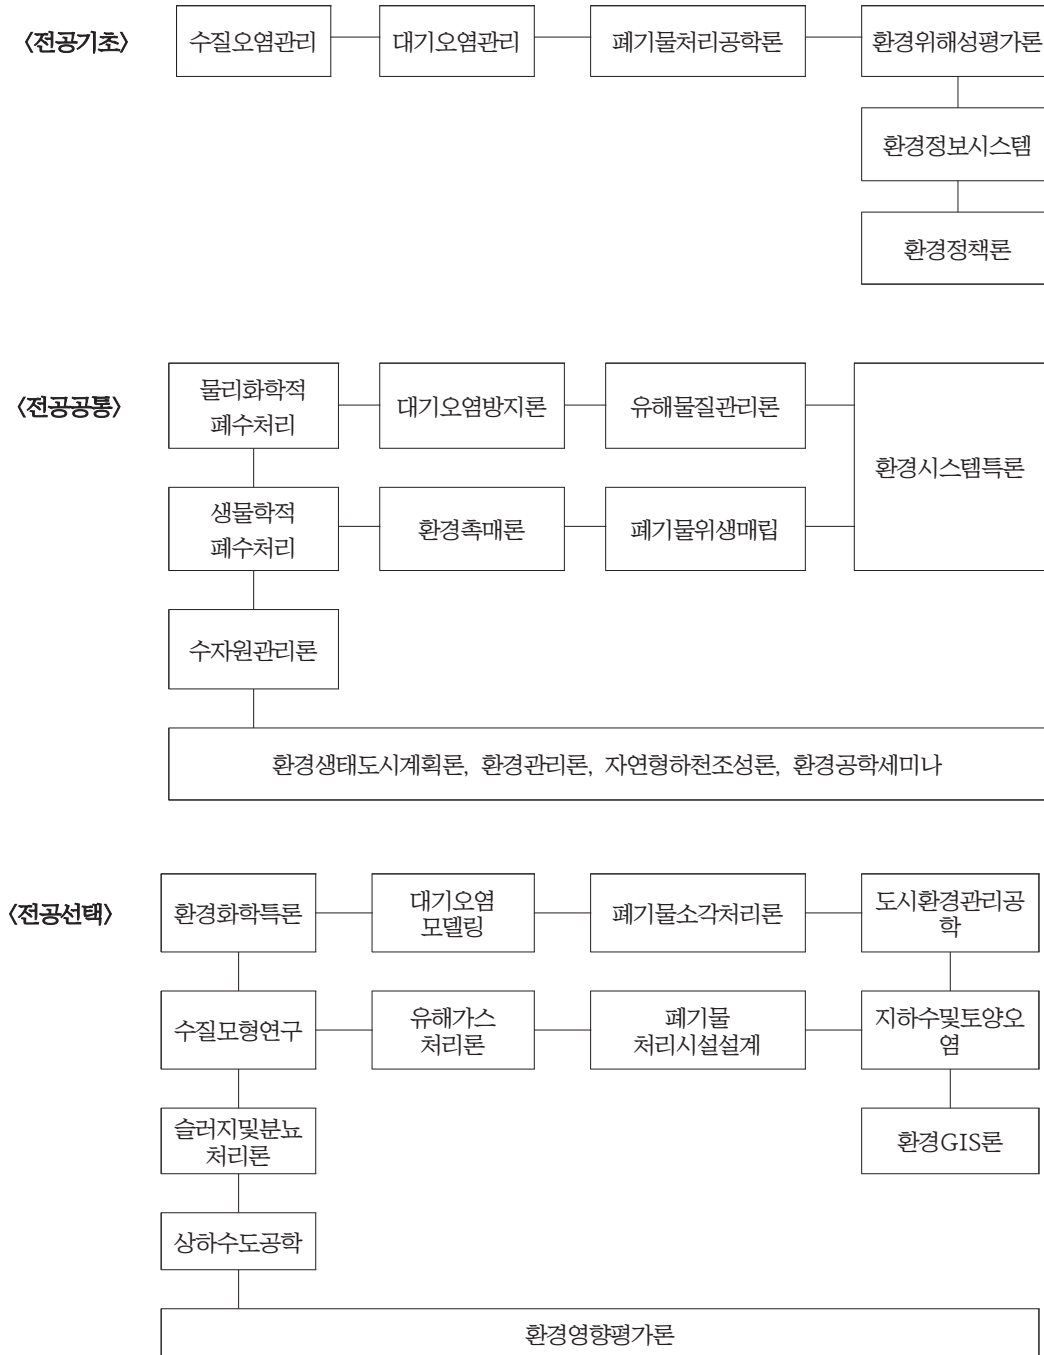 〈전공기초〉
수질오염관리
대기오염관리
폐기물처리공학론
환경위해성평가론
환경정보시스템
환경정책론
〈전공공통〉
물리화학적
폐수처리
대기오염방지론
유해물질관리론
환경시스템특론
생물학적
폐수처리
환경촉매론
폐기물위생매립
수자원관리론
환경생태도시계획론, 환경관리론, 자연형하천조성론, 환경공학세미나
〈전공선택〉
환경화학특론
대기오염
모델링
폐기물소각처리론
도시환경관리공
학
수질모형연구
유해가스
처리론
폐기물
처리시설설계
지하수및토양오
염
슬러지및분뇨
처리론
환경GIS론
상하수도공학
환경영향평가론